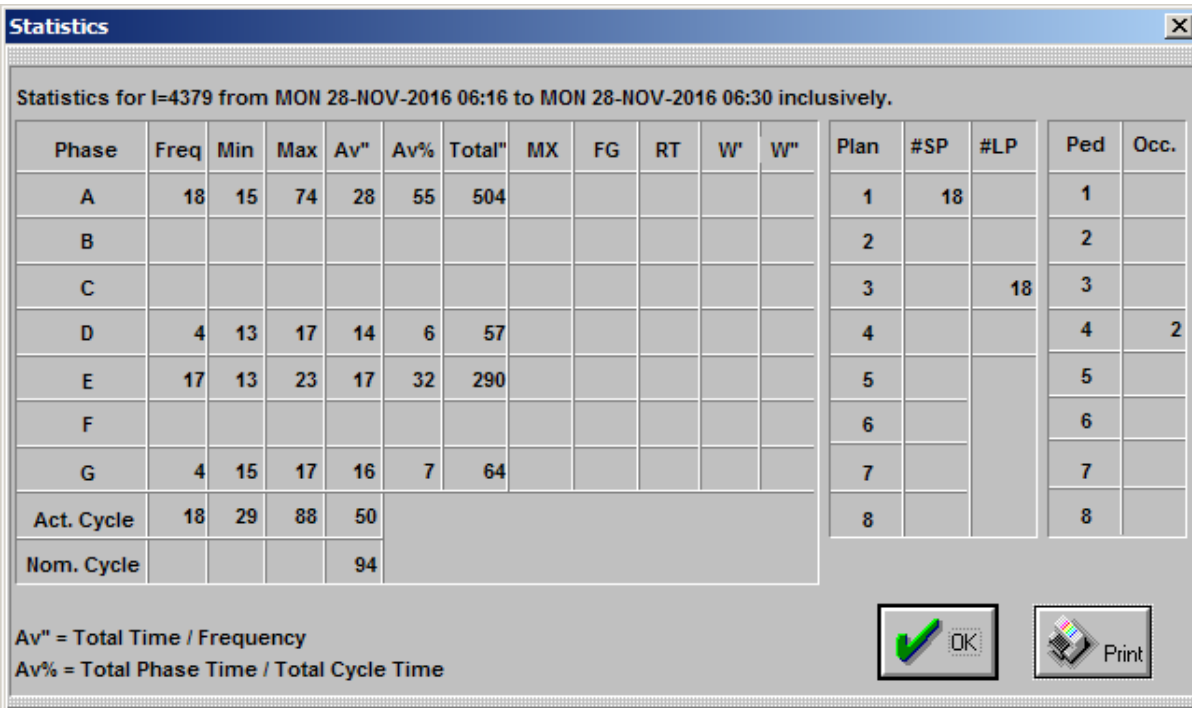 Statistics
Statistics for I=4379 from MON 28-NOV-2016 06:16 to MON 28-NOV-2016 06:30 inclusively.
Phase Freq Min Max Av" Av% Total" MX FG RT W' W" Plan #SP #LP Ped Occ.
A 18 15 74 28 55 504 1 18 1
B 2 2
C 3 18 3
D 4 13 17 14 6 57 4 4 2
E 17 13 23 17 32 290 5 5
F 6 6
G 4 15 17 16 7 64 7 7
Act. Cycle 18 29 88 50 8 8
Nom. Cycle 94
Av" = Total Time / Frequency
Av% = Total Phase Time / Total Cycle Time
OK
Print